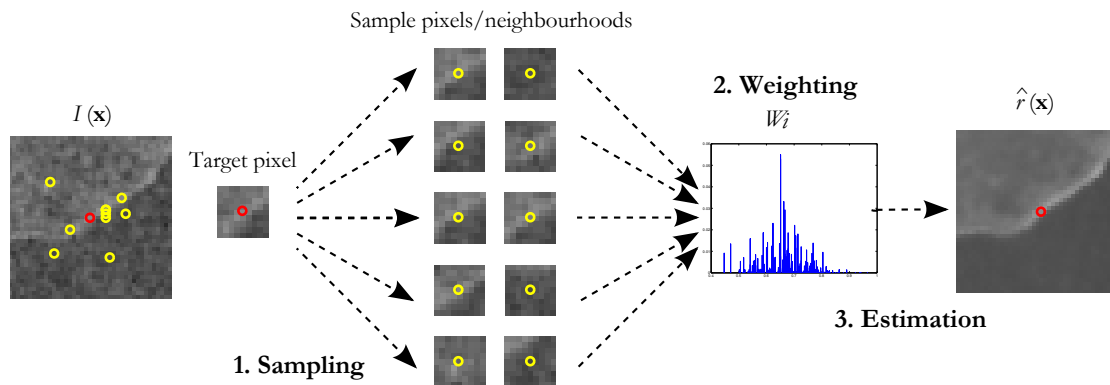 Sample pixels/neighbourhoods
I (x)
Target pixel
2. Weighting
Wi
r̂ (x)
1. Sampling
3. Estimation